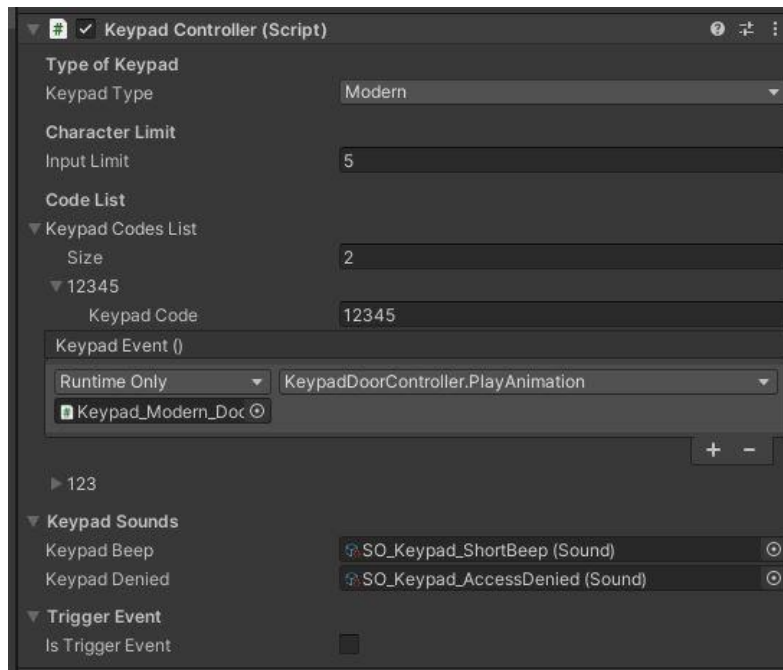 # Keypad Controller (Script)
Type of Keypad
Keypad Type Modern
Character Limit
Input Limit 5
Code List
Keypad Codes List
Size 2
12345
Keypad Code 12345
Keypad Event ()
Runtime Only KeypadDoorController.PlayAnimation
# Keypad_Modern_Doc
+ −
123
Keypad Sounds
Keypad Beep SO_Keypad_ShortBeep (Sound)
Keypad Denied SO_Keypad_AccessDenied (Sound)
Trigger Event
Is Trigger Event